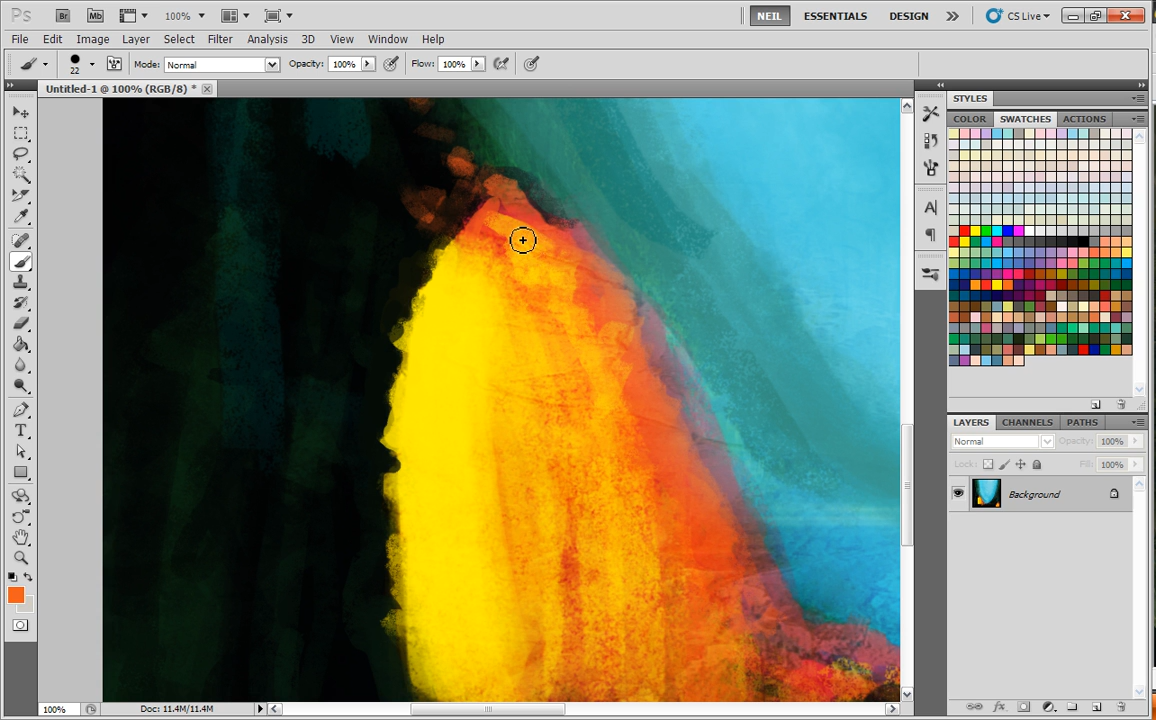 Ps Br Mb 100% NEIL ESSENTIALS DESIGN CS Live
File Edit Image Layer Select Filter Analysis 3D View Window Help
22 Mode: Normal Opacity: 100% Flow: 100%
Untitled-1 @ 100% (RGB/8) *
STYLES
COLOR SWATCHES ACTIONS
LAYERS CHANNELS PATHS
Normal Opacity: 100%
Lock: Fill: 100%
Background
100% Doc: 11.4M/11.4M